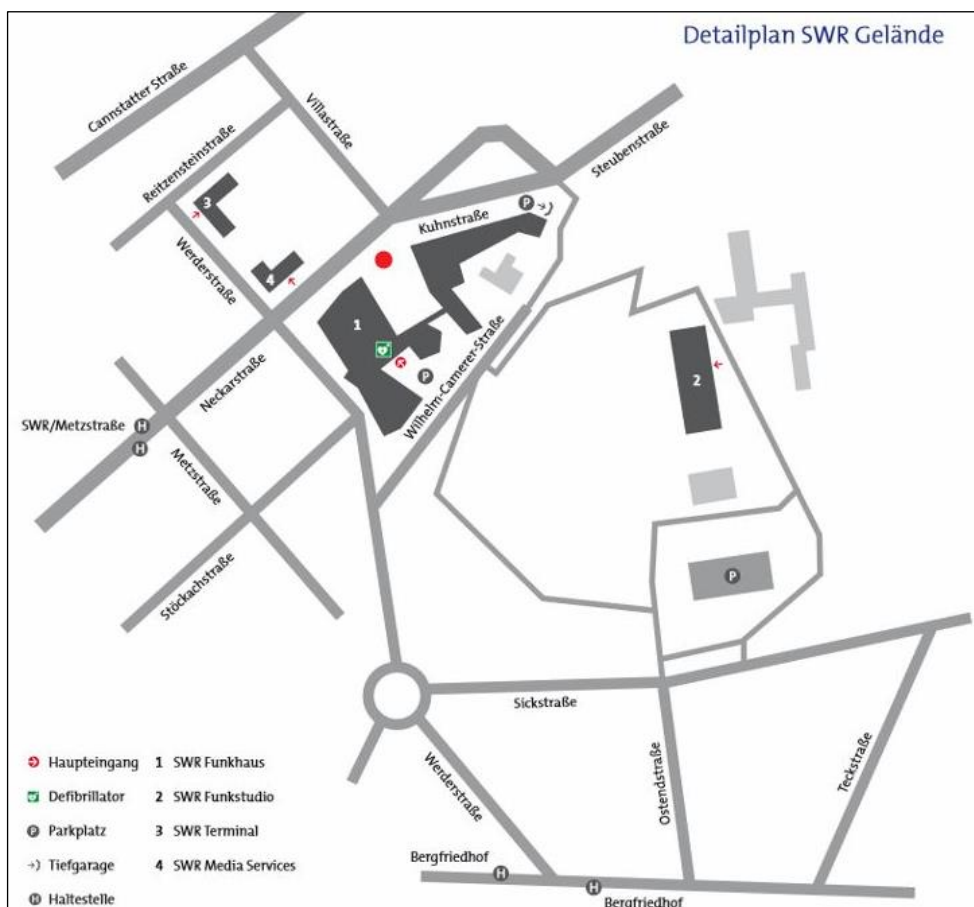 Detailplan SWR Gelände
Cannstatter Straße
Villastraße
Reitzensteinstraße
Steubenstraße
3
P
Kuhnstraße
Werderstraße
4
1
2
P
Wilhelm-Camerer-Straße
Neckarstraße
SWR/Metzstraße H
H
Metzstraße
Stöckachstraße
P
Sickstraße
Werderstraße
Ostendstraße
Teckstraße
Haupteingang 1 SWR Funkhaus
Defibrillator 2 SWR Funkstudio
P Parkplatz 3 SWR Terminal
Tiefgarage 4 SWR Media Services
H Haltestelle
Bergfriedhof
H
H
Bergfriedhof